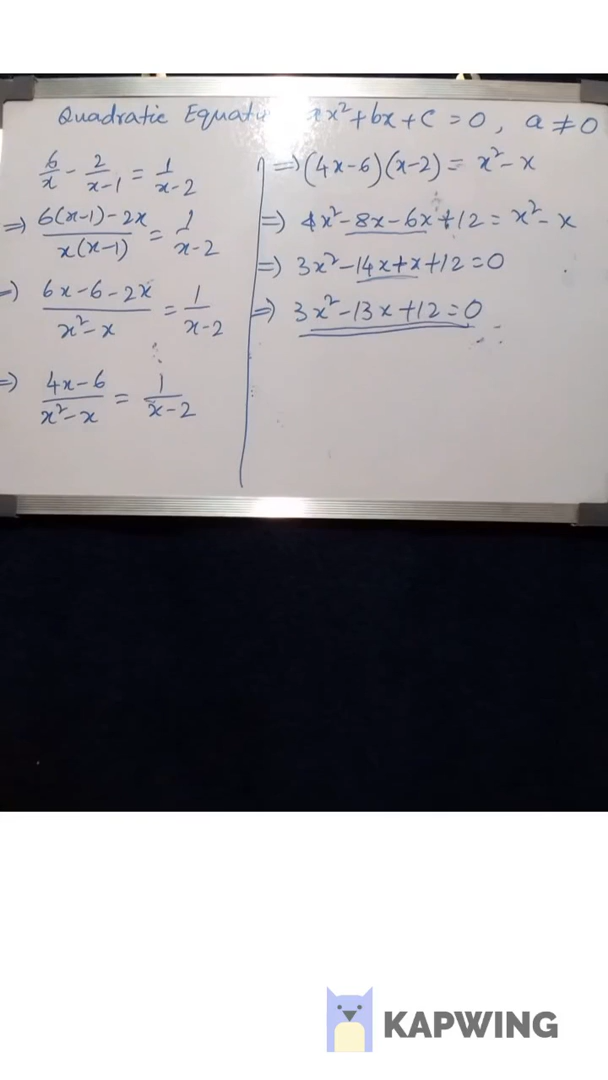 Quadratic Equati x²+bx+c=0, a≠0
6/x - 2/x-1 = 1/x-2
⇒ 6(x-1)-2x / x(x-1) = 1/x-2
⇒ 6x-6-2x / x²-x = 1/x-2
⇒ 4x-6 / x²-x = 1/x-2
⇒ (4x-6)(x-2) = x²-x
⇒ 4x²-8x-6x+12 = x²-x
⇒ 3x²-14x+x+12=0
⇒ 3x²-13x+12=0
KAPWING